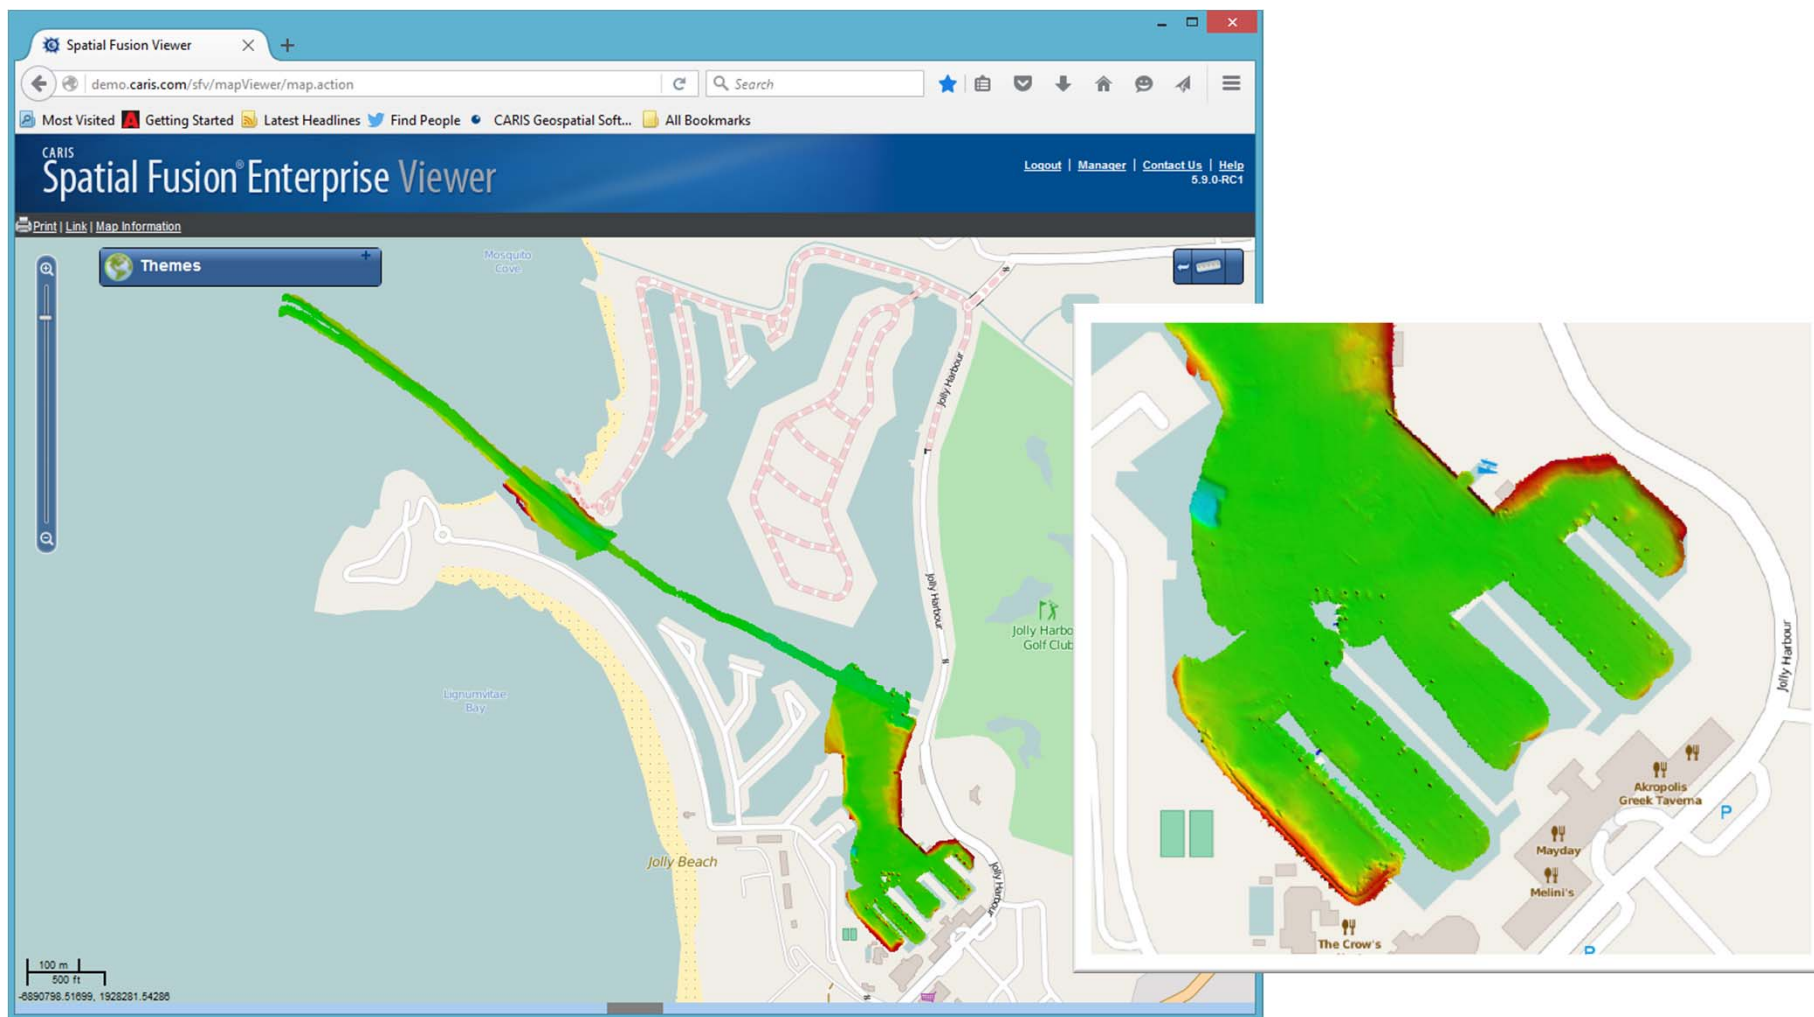 Spatial Fusion Viewer
demo.caris.com/sfv/mapViewer/map.action
Search
Most Visited Getting Started Latest Headlines Find People CARIS Geospatial Soft... All Bookmarks
CARIS
Spatial Fusion® Enterprise Viewer
Logout | Manager | Contact Us | Help
5.9.0-RC1
Print | Link | Map Information
Themes
Mosquito
Cove
Jolly Harbour
Jolly Harbour
Jolly Harbo
Golf Club
Lignumvitae
Bay
Jolly Beach
Jolly Harbour
100 m
500 ft
-6890798.51699, 1928281.54286
Jolly Harbour
Akropolis
Greek Taverna
P
Mayday
Melini's
The Crow's
P